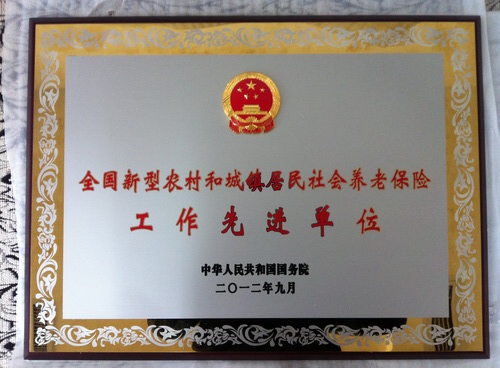 全国新型农村和城镇居民社会养老保险
工作先进单位
中华人民共和国国务院
二〇一二年九月